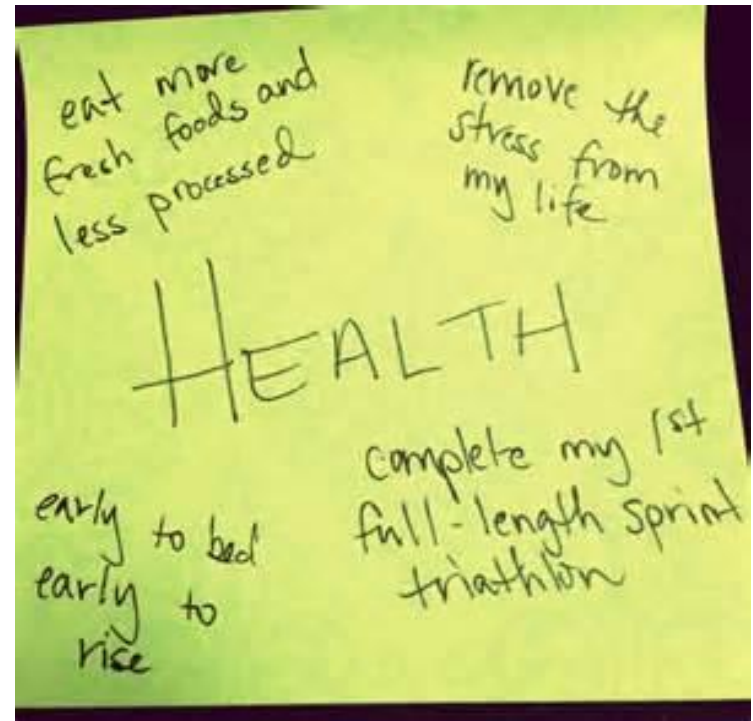 eat more
fresh foods and
less processed
remove the
stress from
my life
HEALTH
early to bed
early to
rise
complete my 1st
full-length sprint
triathlon